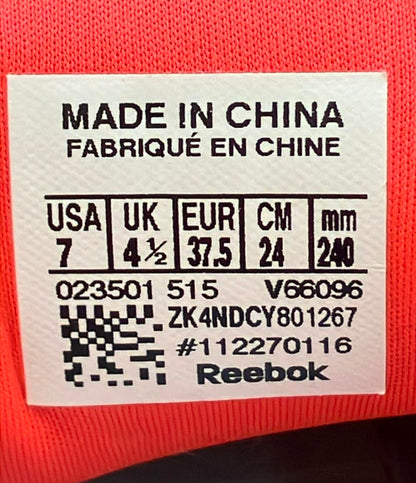 MADE IN CHINA
FABRIQUÉ EN CHINE
USA UK EUR CM mm
7 4½ 37.5 24 240
023501 515 V66096
ZK4NDCY801267
#112270116
Reebok